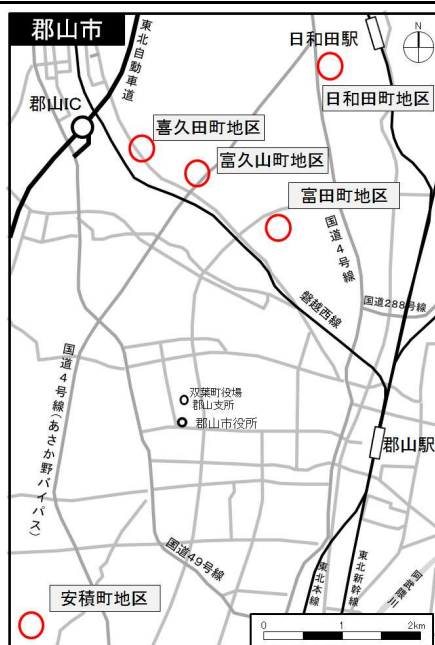 郡山市
N
日和田駅
東北自動車道
日和田町地区
郡山IC
喜久田町地区
富久山町地区
富田町地区
国道4号線
国道288号線
磐越西線
国道4号線(あさか野バイパス)
双葉町役場
郡山支所
郡山市役所
郡山駅
国道49号線
東北本線
東北新幹線
阿武隈川
安積町地区
0 1 2km